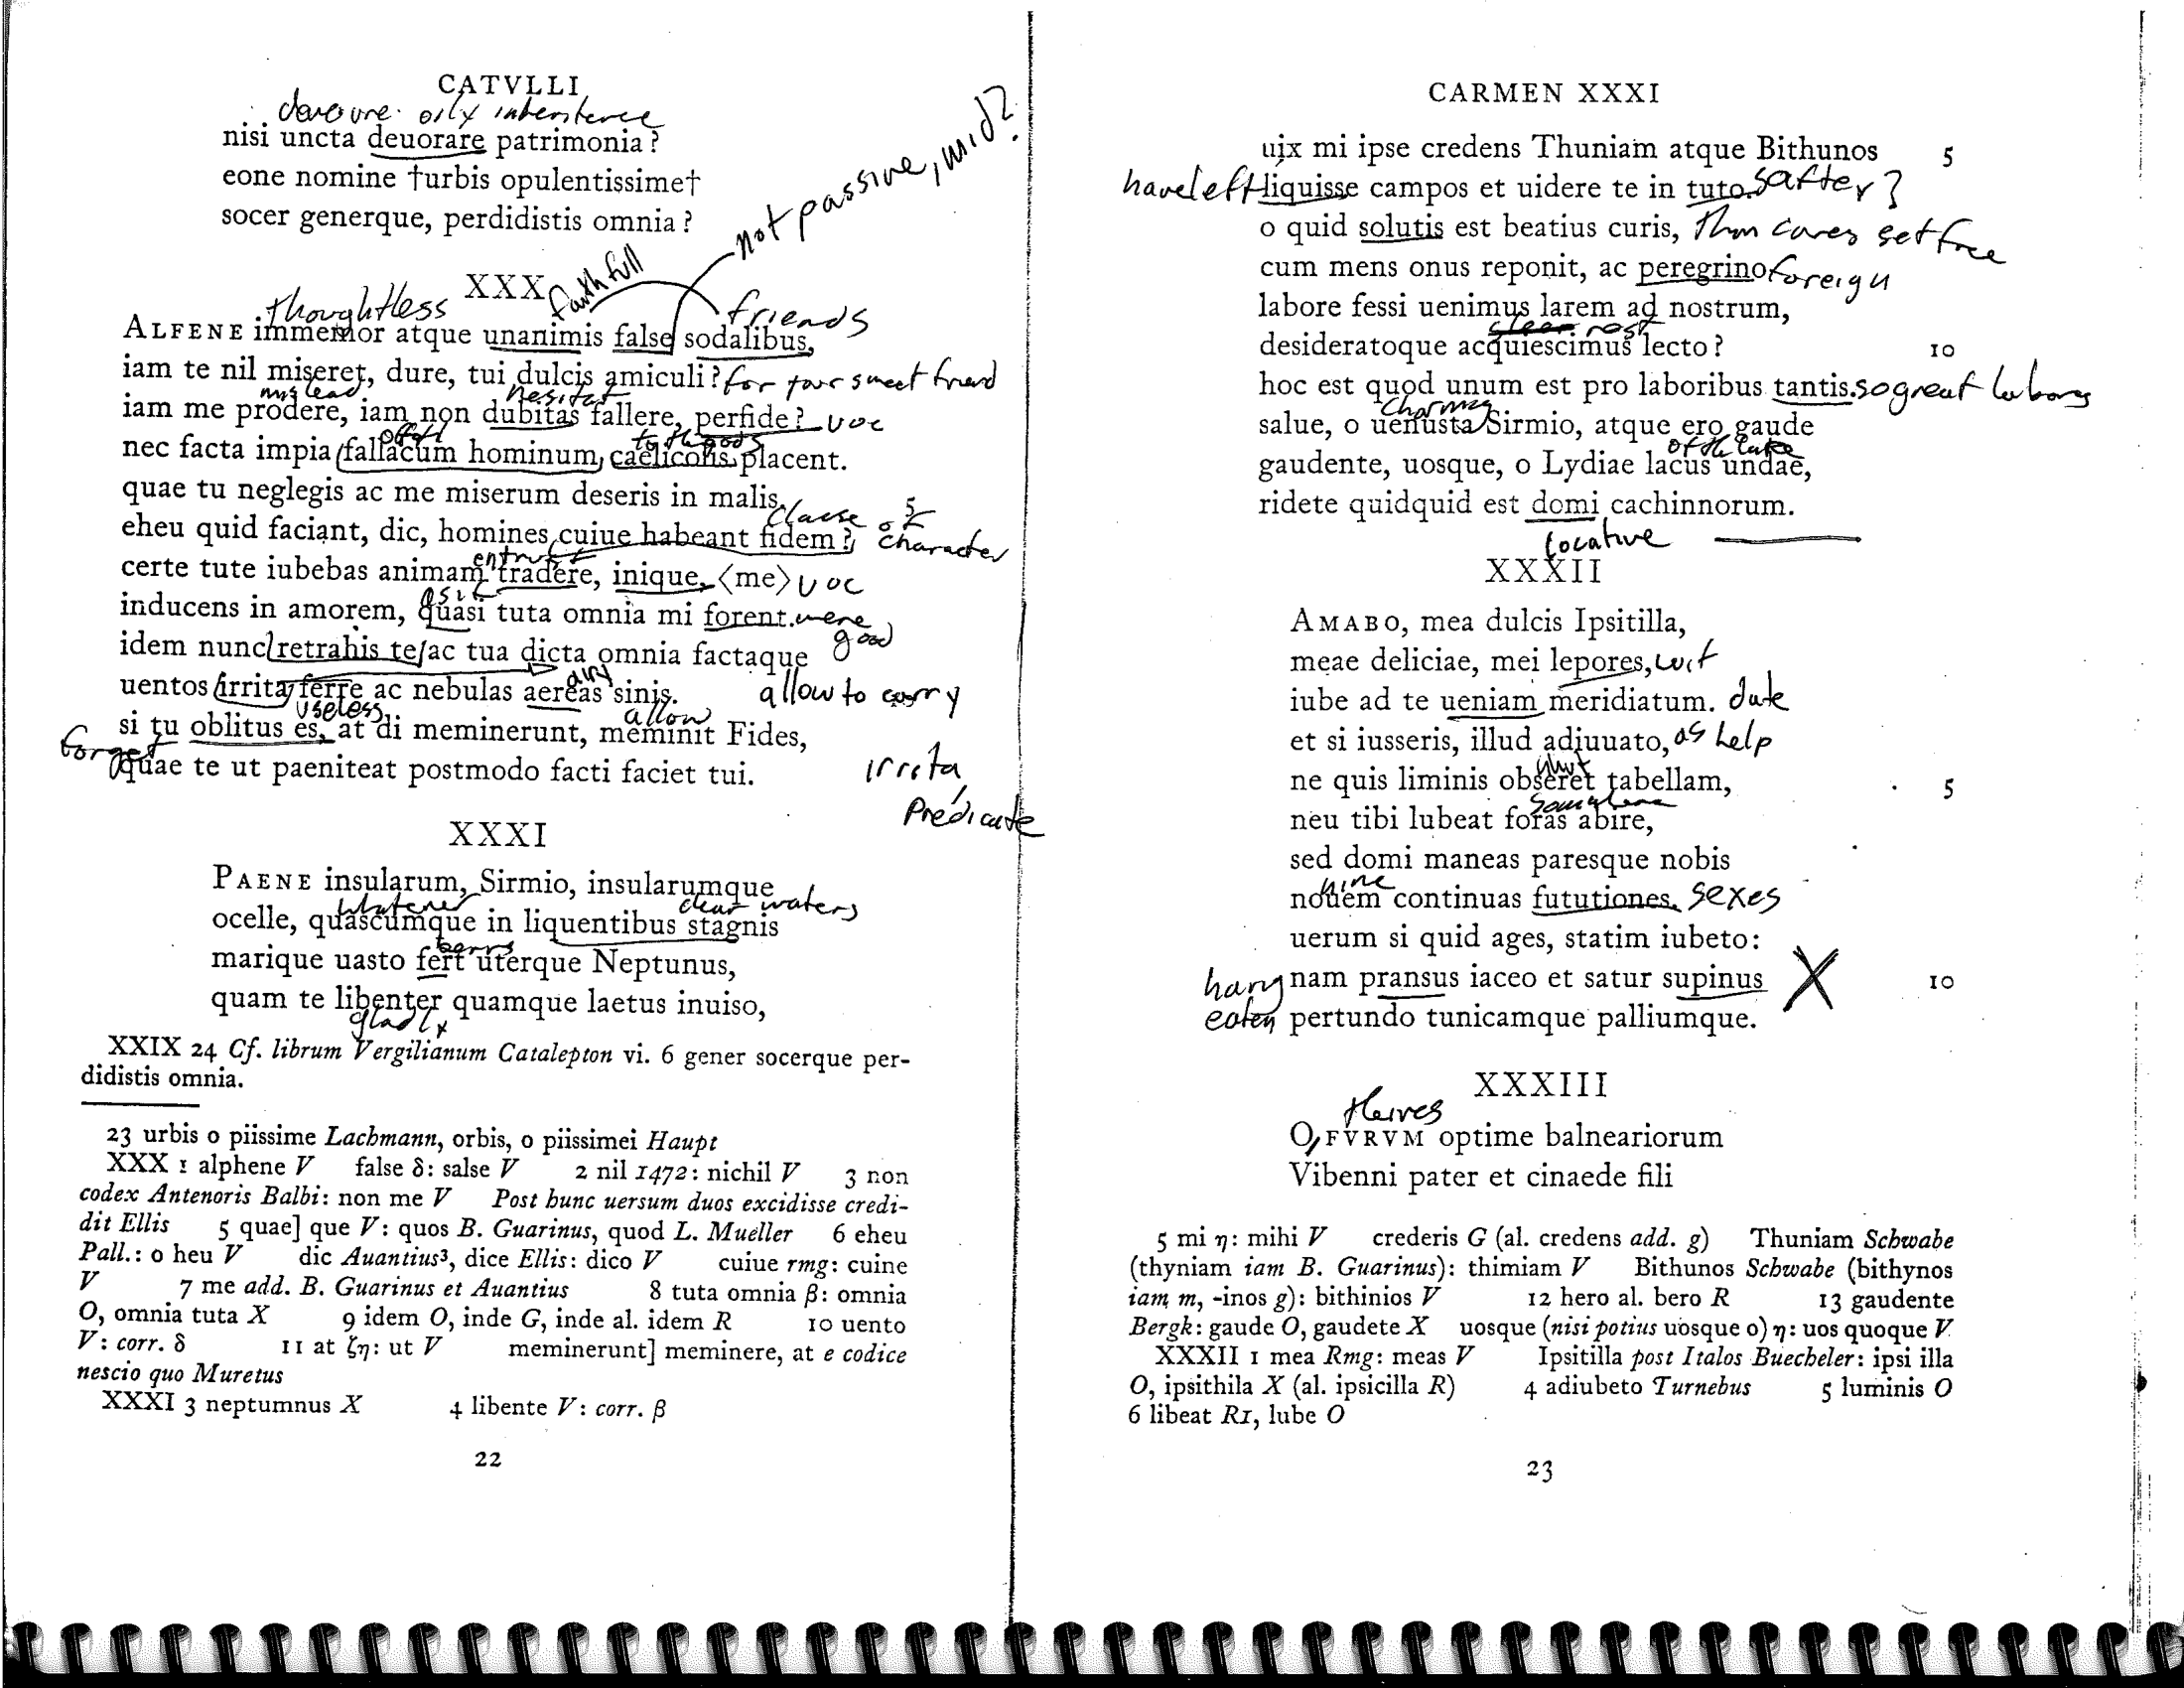 CATVLLI
devoure oily inheritence
nisi uncta deuorare patrimonia?
eone nomine †urbis opulentissime†
socer generque, perdidistis omnia?
not passive, mid?
XXX
faithfull
thoughtless
friends
ALFENE immemor atque unanimis false sodalibus,
iam te nil miseret, dure, tui dulcis amiculi? for your sweet friend
mislead
iam me prodere, iam non dubitas fallere, perfide? voc
to the gods
nec facta impia fallacum hominum caelicolis placent.
quae tu neglegis ac me miserum deseris in malis.
clause of character
eheu quid faciant, dic, homines cuiue habeant fidem?
entrust
certe tute iubebas animam tradere, inique, ⟨me⟩ voc
as if
inducens in amorem, quasi tuta omnia mi forent. were
good
idem nunc retrahis te ac tua dicta omnia factaque
airy
uentos irrita ferre ac nebulas aereas sinis. allow to carry
useless allow
si tu oblitus es, at di meminerunt, meminit Fides,
forget
quae te ut paeniteat postmodo facti faciet tui.
irrita
Predicate
XXXI
PAENE insularum, Sirmio, insularumque
whatever clear waters
ocelle, quascumque in liquentibus stagnis
marique uasto fert uterque Neptunus,
quam te libenter quamque laetus inuiso,
gladly
XXIX 24 Cf. librum Vergilianum Catalepton vi. 6 gener socerque per-
didistis omnia.
23 urbis o piissime Lachmann, orbis, o piissimei Haupt
XXX 1 alphene V false δ: salse V 2 nil 1472: nichil V 3 non
codex Antenoris Balbi: non me V Post hunc uersum duos excidisse credi-
dit Ellis 5 quae] que V: quos B. Guarinus, quod L. Mueller 6 eheu
Pall.: o heu V dic Auantius³, dice Ellis: dico V cuiue rmg: cuine
V 7 me add. B. Guarinus et Auantius 8 tuta omnia β: omnia
O, omnia tuta X 9 idem O, inde G, inde al. idem R 10 uento
V: corr. δ 11 at ζη: ut V meminerunt] meminere, at e codice
nescio quo Muretus
XXXI 3 neptumnus X 4 libente V: corr. β
22
CARMEN XXXI
uix mi ipse credens Thuniam atque Bithunos 5
have left liquisse campos et uidere te in tuto. safter?
o quid solutis est beatius curis, than cares set free
cum mens onus reponit, ac peregrino foreign
labore fessi uenimus larem ad nostrum,
rest
desideratoque acquiescimus lecto? 10
hoc est quod unum est pro laboribus tantis. so great labors
charming
salue, o uenusta Sirmio, atque ero gaude
of the lake
gaudente, uosque, o Lydiae lacus undae,
ridete quidquid est domi cachinnorum.
locative
XXXII
AMABO, mea dulcis Ipsitilla,
meae deliciae, mei lepores, wit
iube ad te ueniam meridiatum. date
et si iusseris, illud adiuuato, as help
shut
ne quis liminis obseret tabellam, 5
neu tibi lubeat foras abire,
sed domi maneas paresque nobis
nine
nouem continuas fututiones. sexes
uerum si quid ages, statim iubeto:
nam pransus iaceo et satur supinus 10
eaten pertundo tunicamque palliumque.
XXXIII
O FVRVM optime balneariorum
Vibenni pater et cinaede fili
5 mi η: mihi V crederis G (al. credens add. g) Thuniam Schwabe
(thyniam iam B. Guarinus): thimiam V Bithunos Schwabe (bithynos
iam m, -inos g): bithinios V 12 hero al. bero R 13 gaudente
Bergk: gaude O, gaudete X uosque (nisi potius uosque o) η: uos quoque V
XXXII 1 mea Rmg: meas V Ipsitilla post Italos Buecheler: ipsi illa
O, ipsithila X (al. ipsicilla R) 4 adiubeto Turnebus 5 luminis O
6 libeat R1, lube O
23